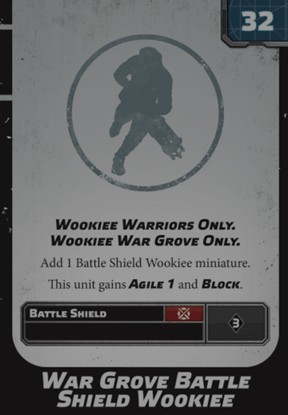 32
Wookiee Warriors Only.
Wookiee War Grove Only.
Add 1 Battle Shield Wookiee miniature.
This unit gains Agile 1 and Block.
Battle Shield
3
War Grove Battle
Shield Wookiee